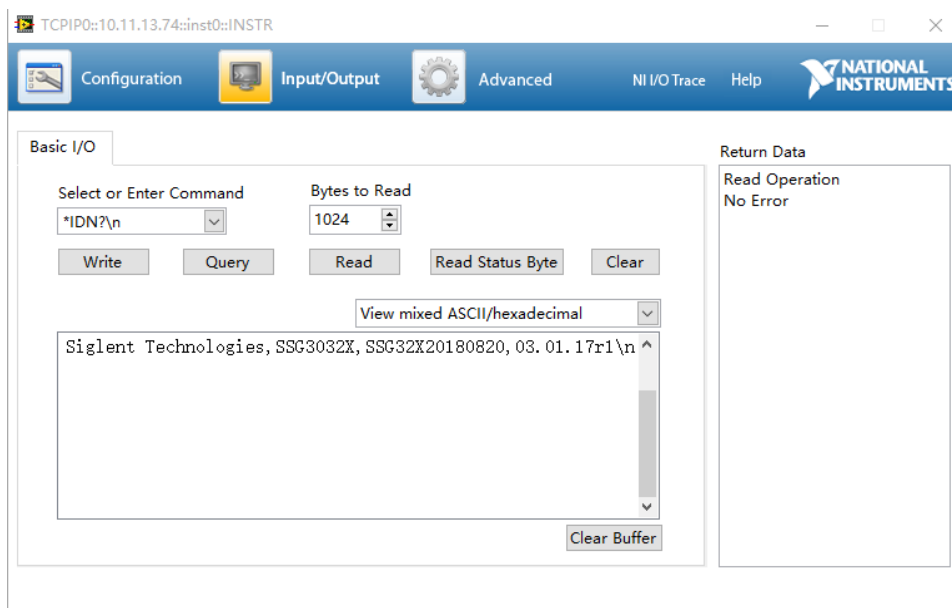 TCPIP0::10.11.13.74::inst0::INSTR
Configuration
Input/Output
Advanced
NI I/O Trace
Help
NATIONAL
INSTRUMENTS
Basic I/O
Select or Enter Command
Bytes to Read
*IDN?\n
1024
Write
Query
Read
Read Status Byte
Clear
View mixed ASCII/hexadecimal
Siglent Technologies,SSG3032X,SSG32X20180820,03.01.17r1\n
Clear Buffer
Return Data
Read Operation
No Error